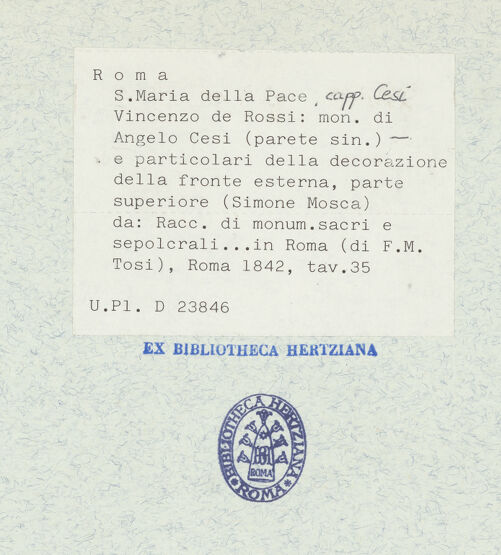 Roma
S.Maria della Pace, capp. Cesi
Vincenzo de Rossi: mon. di
Angelo Cesi (parete sin.) —
e particolari della decorazione
della fronte esterna, parte
superiore (Simone Mosca)
da: Racc. di monum.sacri e
sepolcrali...in Roma (di F.M.
Tosi), Roma 1842, tav.35
U.Pl. D 23846
EX BIBLIOTHECA HERTZIANA
BIBLIOTHECA HERTZIANA
BH
ROMA
* ROMA *